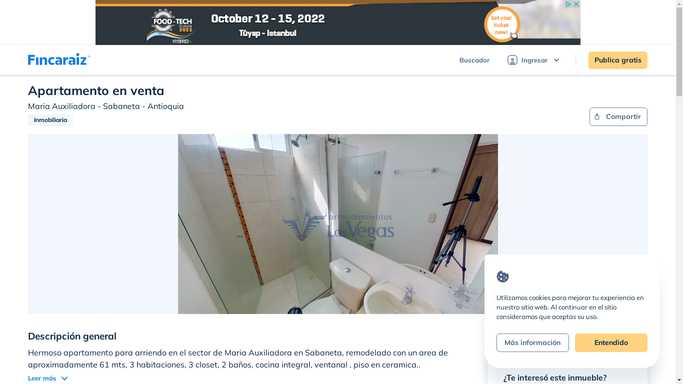 FOOD-TECH
October 12 - 15, 2022
Tüyap - Istanbul
Get your
ticket
now!
Fincaraiz
Buscador
Ingresar
Publica gratis
Apartamento en venta
Maria Auxiliadora - Sabaneta - Antioquia
Inmobiliaria
Compartir
Las Vegas
Utilizamos cookies para mejorar tu experiencia en
nuestro sitio web. Al continuar en el sitio
consideramos que aceptas su uso.
Más información
Entendido
Descripción general
Hermoso apartamento para arriendo en el sector de Maria Auxiliadora en Sabaneta, remodelado con un area de
aproximadamente 61 mts, 3 habitaciones, 3 closet, 2 baños, cocina integral, ventanal , piso en ceramica..
Leer más
¿Te interesó este inmueble?